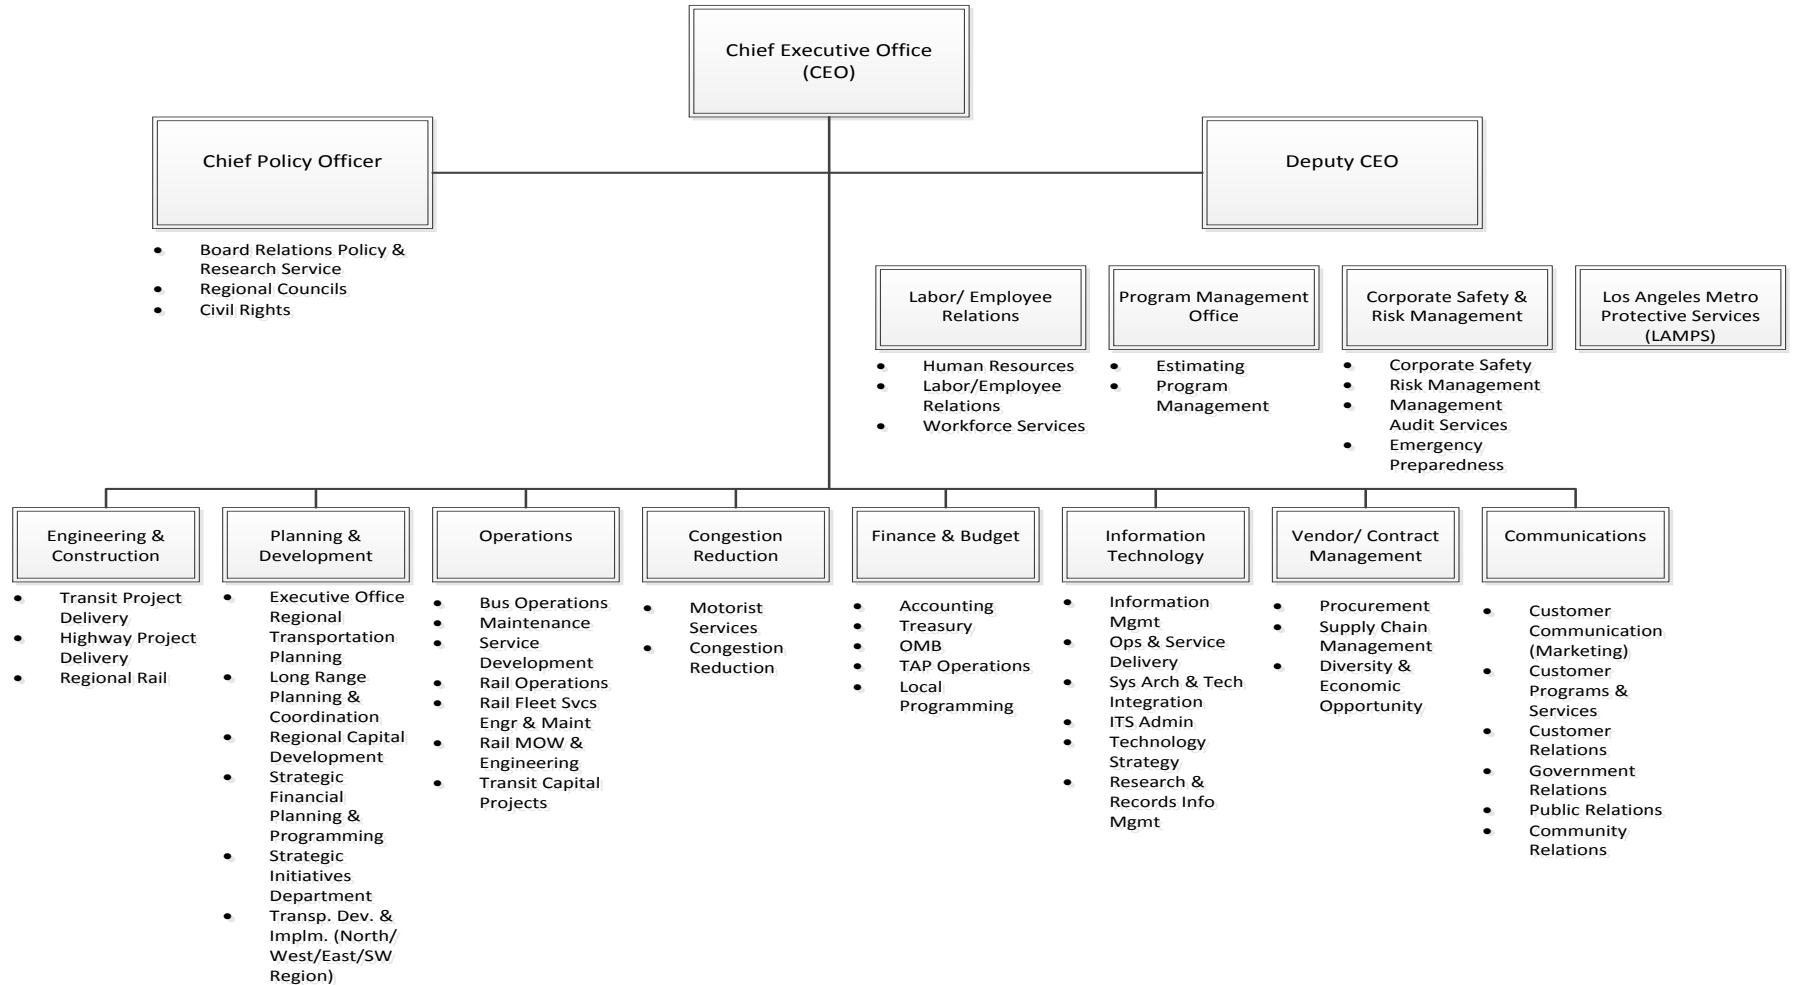 Chief Executive Office
(CEO)
Chief Policy Officer
Deputy CEO
• Board Relations Policy &
Research Service
• Regional Councils
• Civil Rights
Labor/ Employee
Relations
• Human Resources
• Labor/Employee
Relations
• Workforce Services
Program Management
Office
• Estimating
• Program
Management
Corporate Safety &
Risk Management
• Corporate Safety
• Risk Management
• Management
Audit Services
• Emergency
Preparedness
Los Angeles Metro
Protective Services
(LAMPS)
Engineering &
Construction
• Transit Project
Delivery
• Highway Project
Delivery
• Regional Rail
Planning &
Development
• Executive Office
Regional
Transportation
Planning
• Long Range
Planning &
Coordination
• Regional Capital
Development
• Strategic
Financial
Planning &
Programming
• Strategic
Initiatives
Department
• Transp. Dev. &
Implm. (North/
West/East/SW
Region)
Operations
• Bus Operations
• Maintenance
• Service
Development
• Rail Operations
• Rail Fleet Svcs
Engr & Maint
• Rail MOW &
Engineering
• Transit Capital
Projects
Congestion
Reduction
• Motorist
Services
• Congestion
Reduction
Finance & Budget
• Accounting
• Treasury
• OMB
• TAP Operations
• Local
Programming
Information
Technology
• Information
Mgmt
• Ops & Service
Delivery
• Sys Arch & Tech
Integration
• ITS Admin
• Technology
Strategy
• Research &
Records Info
Mgmt
Vendor/ Contract
Management
• Procurement
• Supply Chain
Management
• Diversity &
Economic
Opportunity
Communications
• Customer
Communication
(Marketing)
• Customer
Programs &
Services
• Customer
Relations
• Government
Relations
• Public Relations
• Community
Relations